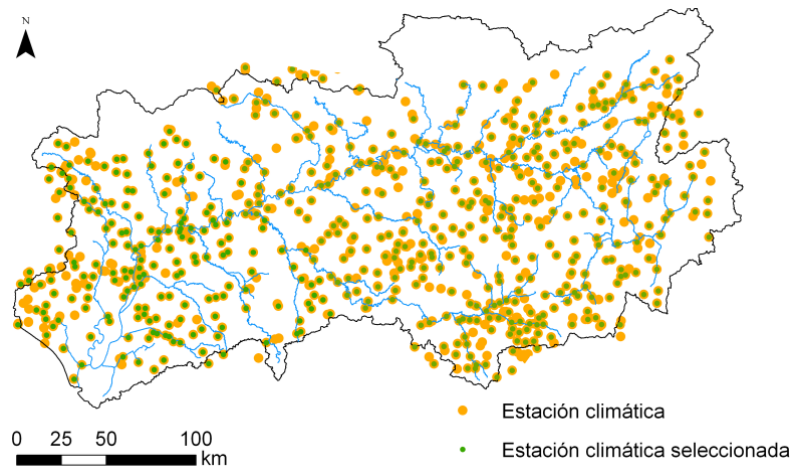 N
Estación climática
Estación climática seleccionada
0 25 50 100
km